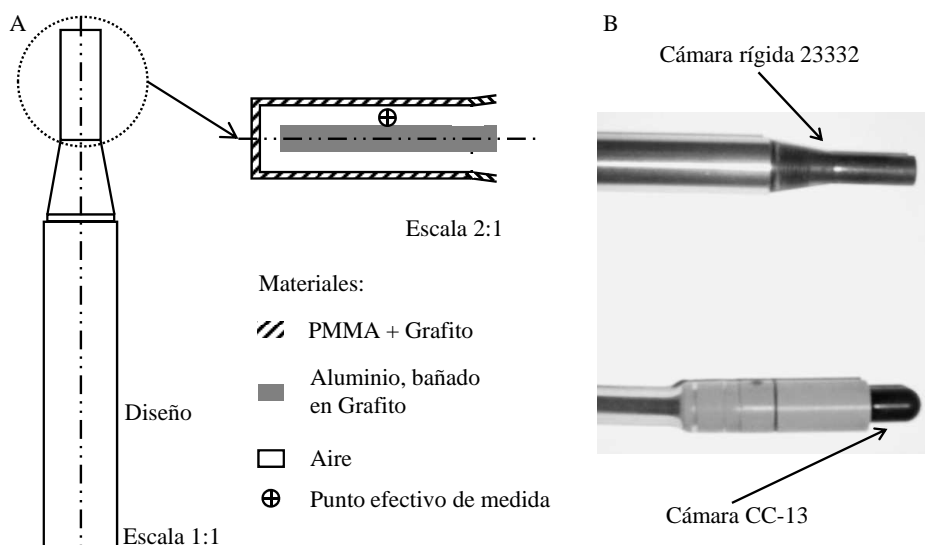 A
Escala 2:1
Materiales:
PMMA + Grafito
Aluminio, bañado
en Grafito
Aire
Punto efectivo de medida
Diseño
Escala 1:1
B
Cámara rígida 23332
Cámara CC-13